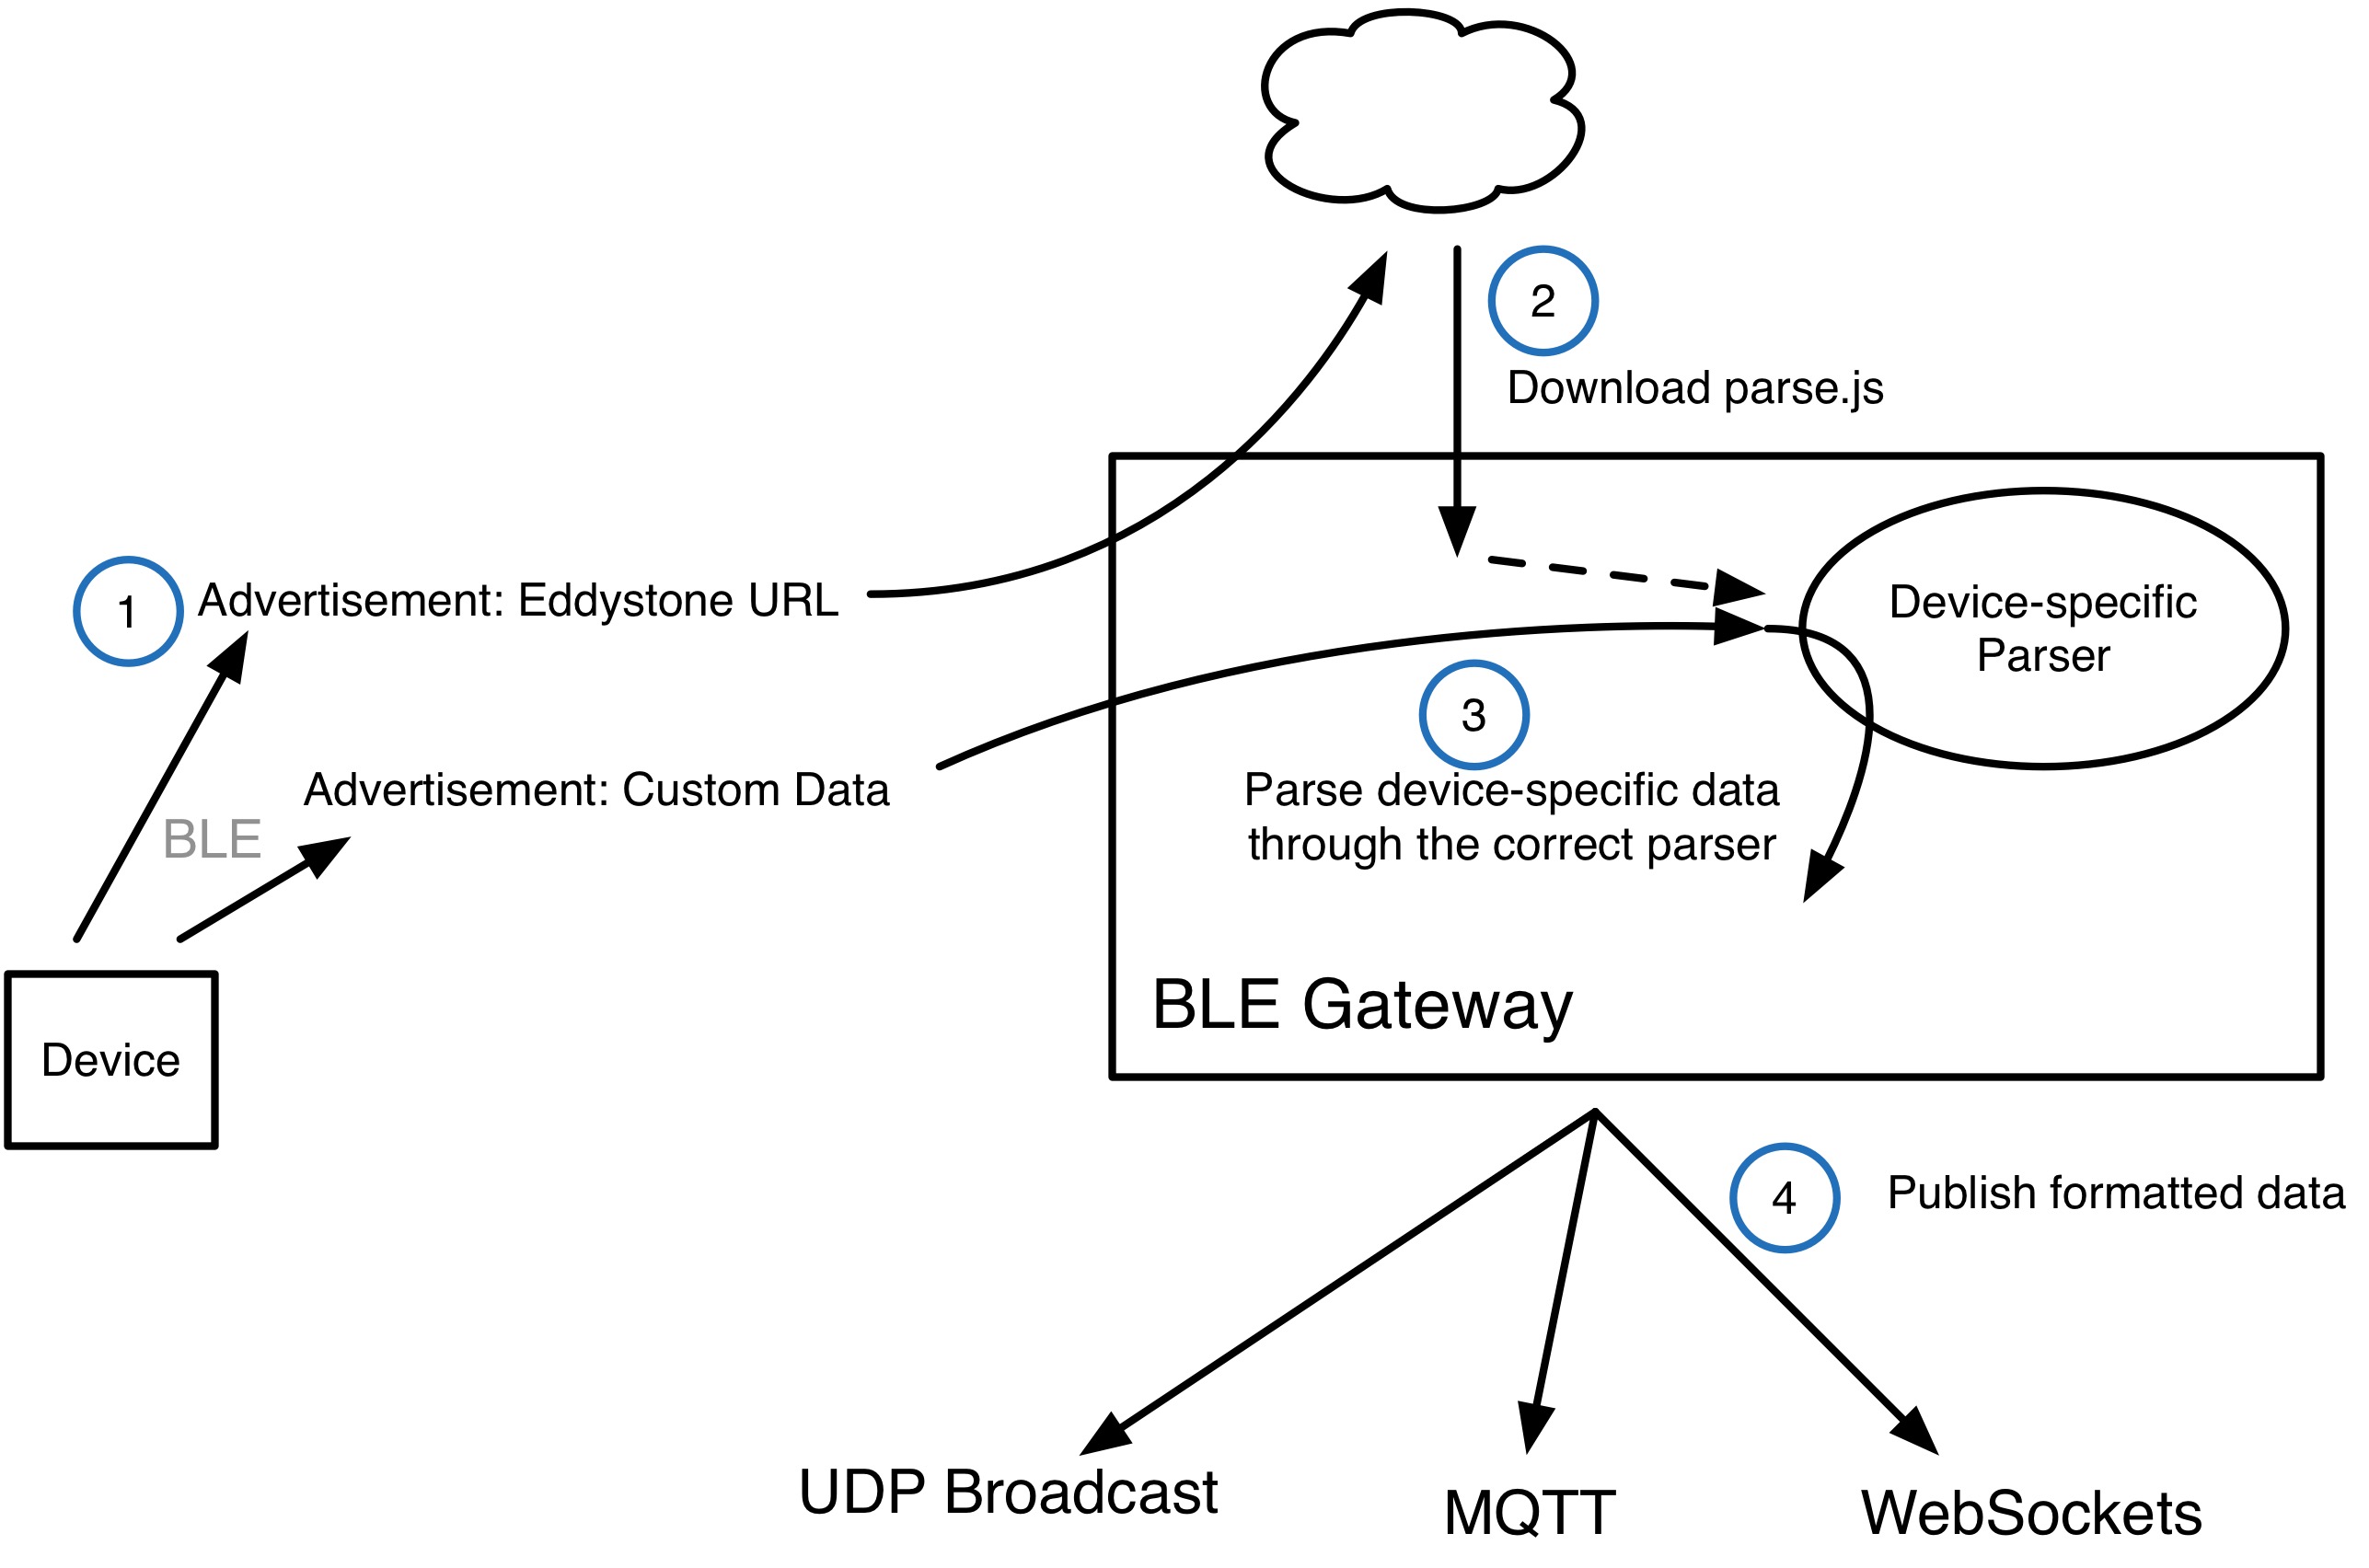 2
Download parse.js
1
Advertisement: Eddystone URL
Device-specific
Parser
3
Advertisement: Custom Data
Parse device-specific data
through the correct parser
BLE
BLE Gateway
Device
4
Publish formatted data
UDP Broadcast
MQTT
WebSockets